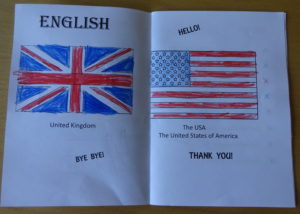 ENGLISH
United Kingdom
BYE BYE!
HELLO!
The USA
The United States of America
THANK YOU!